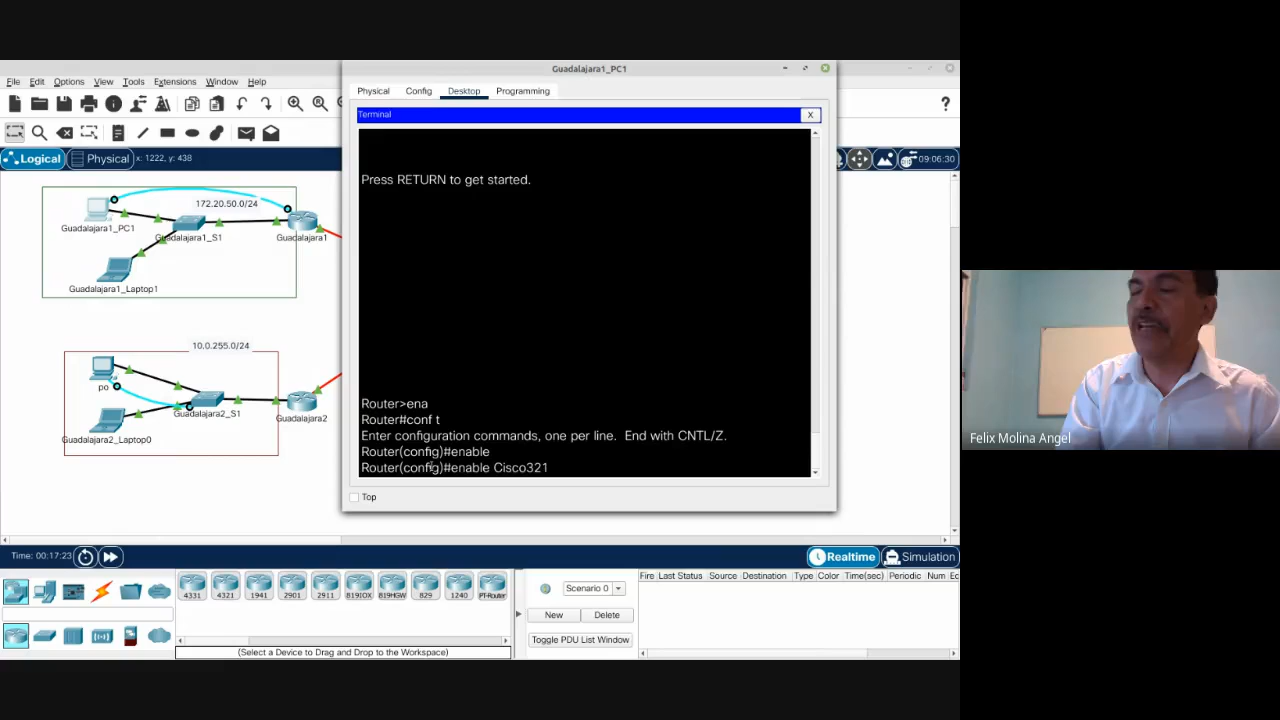 Guadalajara1_PC1
File Edit Options View Tools Extensions Window Help
Physical Config Desktop Programming
?
Terminal
X
Logical Physical x: 1222, y: 438
09:06:30
Press RETURN to get started.
172.20.50.0/24
Guadalajara1_PC1
Guadalajara1_S1
Guadalajara1
Guadalajara1_Laptop1
10.0.255.0/24
po
Guadalajara2_S1
Guadalajara2
Guadalajara2_Laptop0
Router>ena
Router#conf t
Enter configuration commands, one per line. End with CNTL/Z.
Router(config)#enable
Router(config)#enable Cisco321
Top
Felix Molina Angel
Time: 00:17:23
Realtime Simulation
4331 4321 1941 2901 2911 819IOX 819HGW 829 1240 PT-Router
Scenario 0
New Delete
Toggle PDU List Window
Fire Last Status Source Destination Type Color Time(sec) Periodic Num
(Select a Device to Drag and Drop to the Workspace)